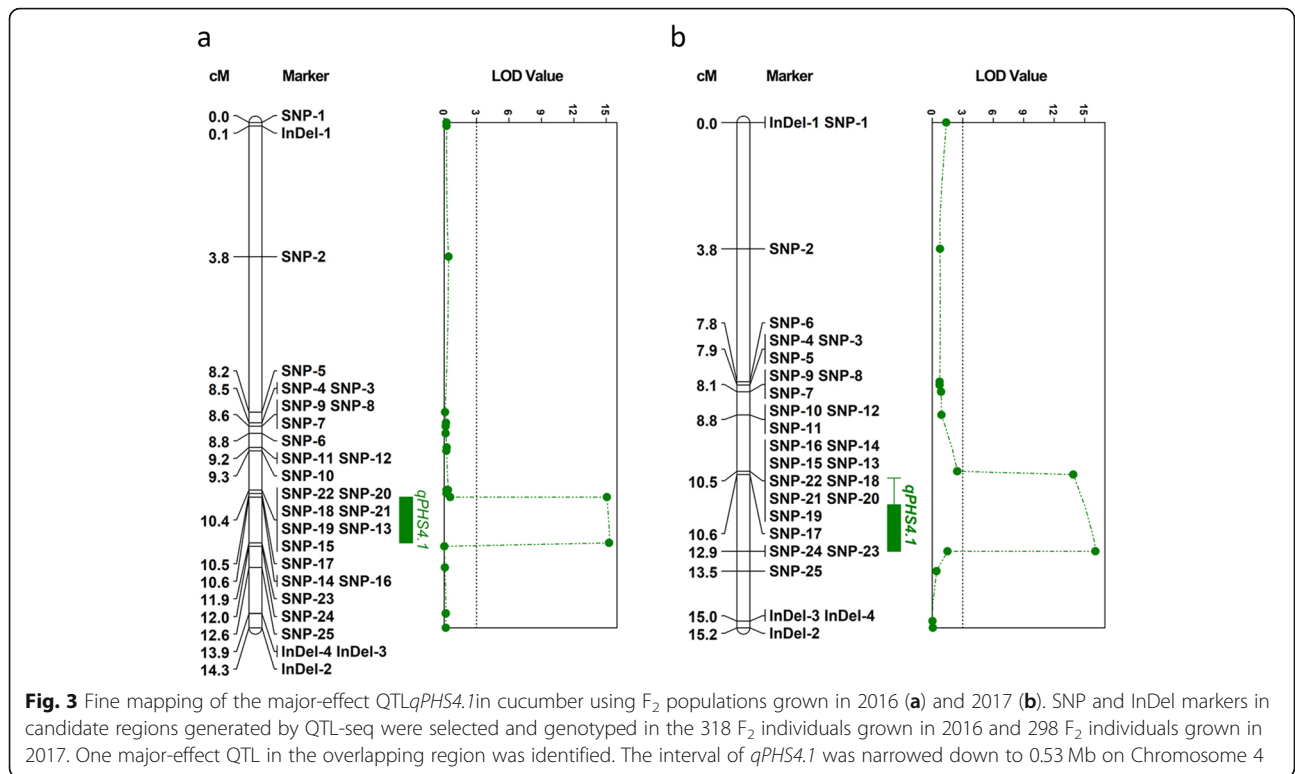 a
cM Marker LOD Value
0 3 6 9 12 15
0.0 SNP-1
0.1 InDel-1
3.8 SNP-2
8.2 SNP-5
8.5 SNP-4 SNP-3
SNP-9 SNP-8
8.6 SNP-7
8.8 SNP-6
9.2 SNP-11 SNP-12
9.3 SNP-10
SNP-22 SNP-20
10.4 SNP-18 SNP-21
SNP-19 SNP-13
SNP-15
10.5 SNP-17
10.6 SNP-14 SNP-16
11.9 SNP-23
12.0 SNP-24
12.6 SNP-25
13.9 InDel-4 InDel-3
14.3 InDel-2
qPHS4.1
b
cM Marker LOD Value
0 3 6 9 12 15
0.0 InDel-1 SNP-1
3.8 SNP-2
7.8 SNP-6
SNP-4 SNP-3
7.9 SNP-5
SNP-9 SNP-8
8.1 SNP-7
SNP-10 SNP-12
8.8 SNP-11
SNP-16 SNP-14
SNP-15 SNP-13
10.5 SNP-22 SNP-18
SNP-21 SNP-20
SNP-19
10.6 SNP-17
12.9 SNP-24 SNP-23
13.5 SNP-25
15.0 InDel-3 InDel-4
15.2 InDel-2
qPHS4.1
Fig. 3 Fine mapping of the major-effect QTLqPHS4.1in cucumber using F2 populations grown in 2016 (a) and 2017 (b). SNP and InDel markers in
candidate regions generated by QTL-seq were selected and genotyped in the 318 F2 individuals grown in 2016 and 298 F2 individuals grown in
2017. One major-effect QTL in the overlapping region was identified. The interval of qPHS4.1 was narrowed down to 0.53 Mb on Chromosome 4